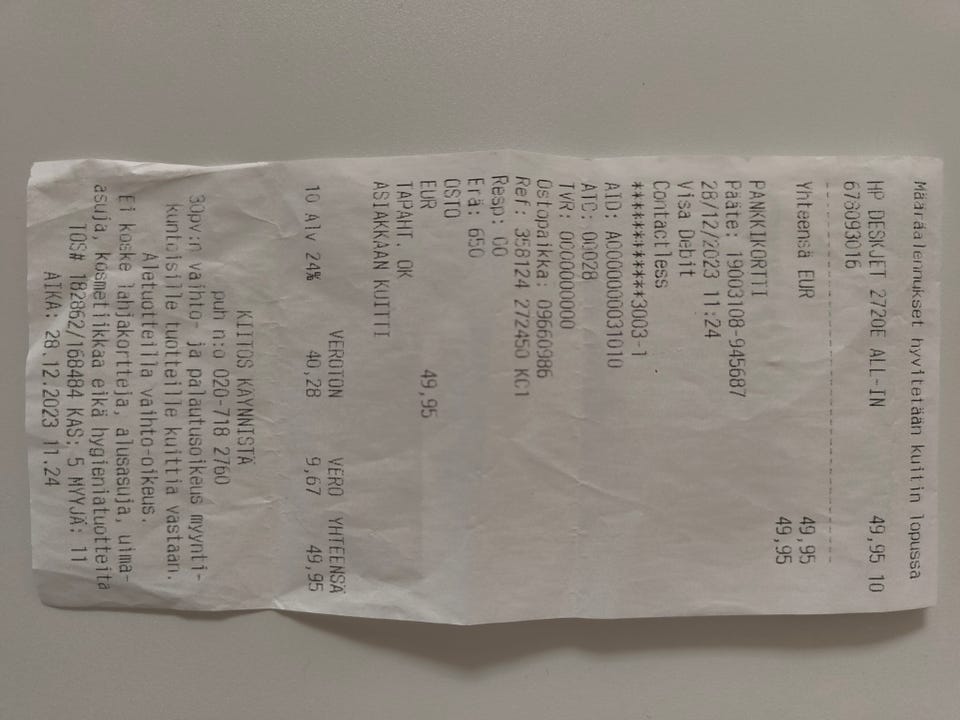 Määräalennukset hyvitetään kuitin lopussa
HP DESKJET 2720E ALL-IN 49,95 10
673093016
Yhteensä EUR 49,95
49,95
PANKKIKORTTI
Pääte: 19003108-945687
28/12/2023 11:24
Visa Debit
Contactless
************3003-1
AID: A0000000031010
ATC: 00028
TVR: 0000000000
Ostopaikka: 09660986
Ref: 358124 272450 KC1
Resp: 00
Erä: 650
OSTO
EUR 49,95
TAPAHT. OK
ASIAKKAAN KUITTI
VEROTON VERO YHTEENSÄ
10 Alv 24% 40,28 9,67 49,95
KIITOS KÄYNNISTÄ
puh n:o 020-718 2760
30pv:n vaihto- ja palautusoikeus myynti-
kuntoisille tuotteille kuittia vastaan.
Aletuotteilla vaihto-oikeus.
Ei koske lahjakortteja, alusasuja, uima-
asuja, kosmetiikkaa eikä hygieniatuotteita
TOS# 182862/168484 KAS: 5 MYYJÄ: 11
AIKA: 28.12.2023 11.24